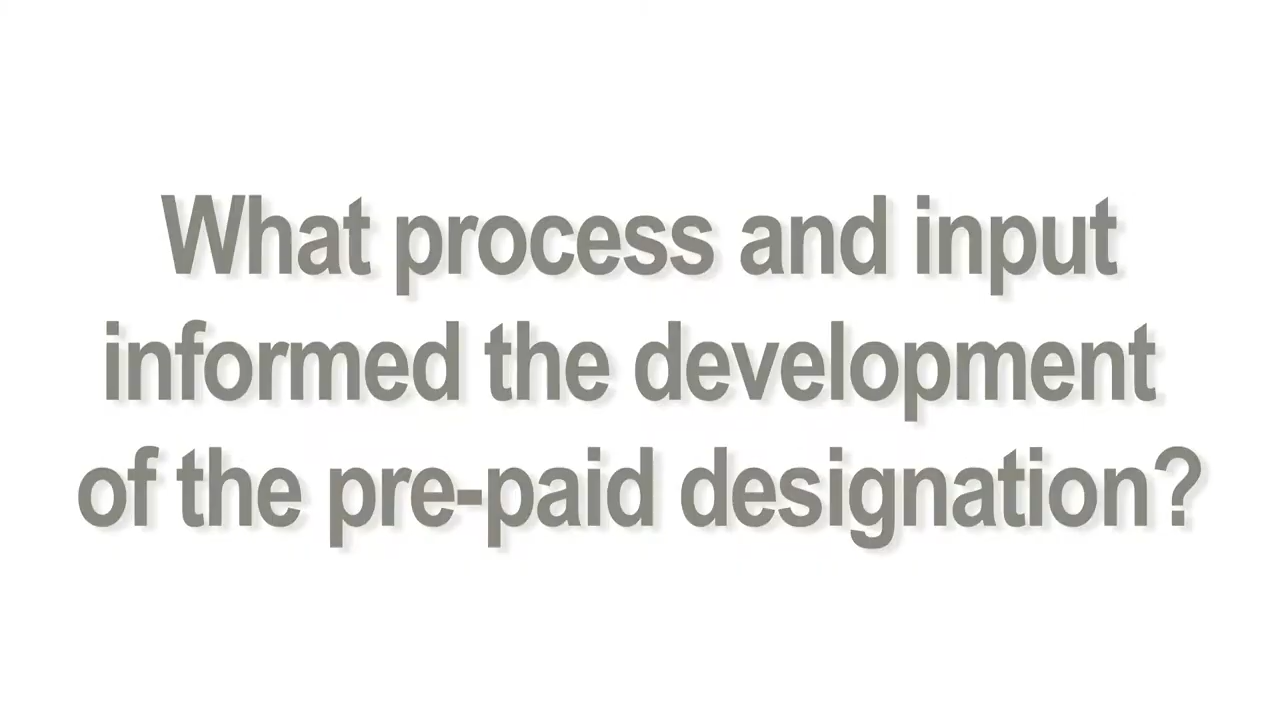 What process and input
informed the development
of the pre-paid designation?